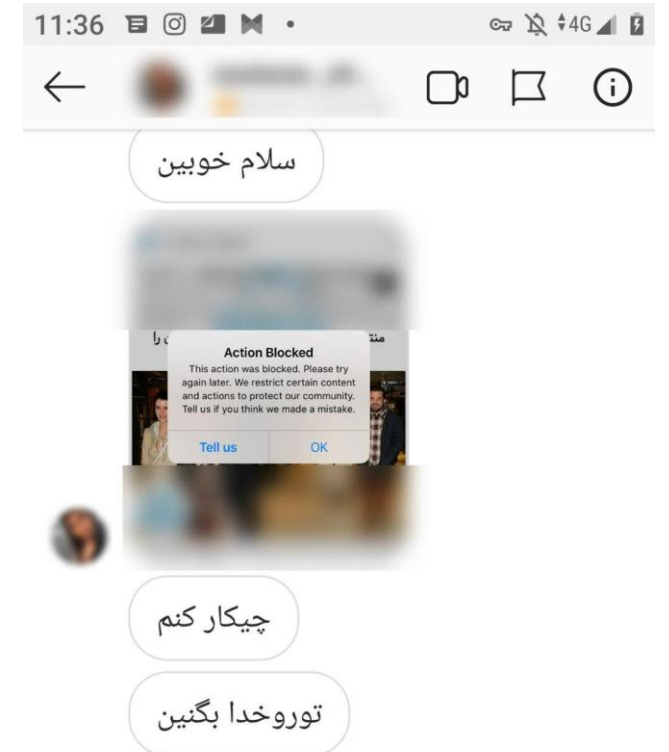 11:36
4G
سلام خوبین
Action Blocked
This action was blocked. Please try
again later. We restrict certain content
and actions to protect our community.
Tell us if you think we made a mistake.
Tell us
OK
چیکار کنم
توروخدا بگنین